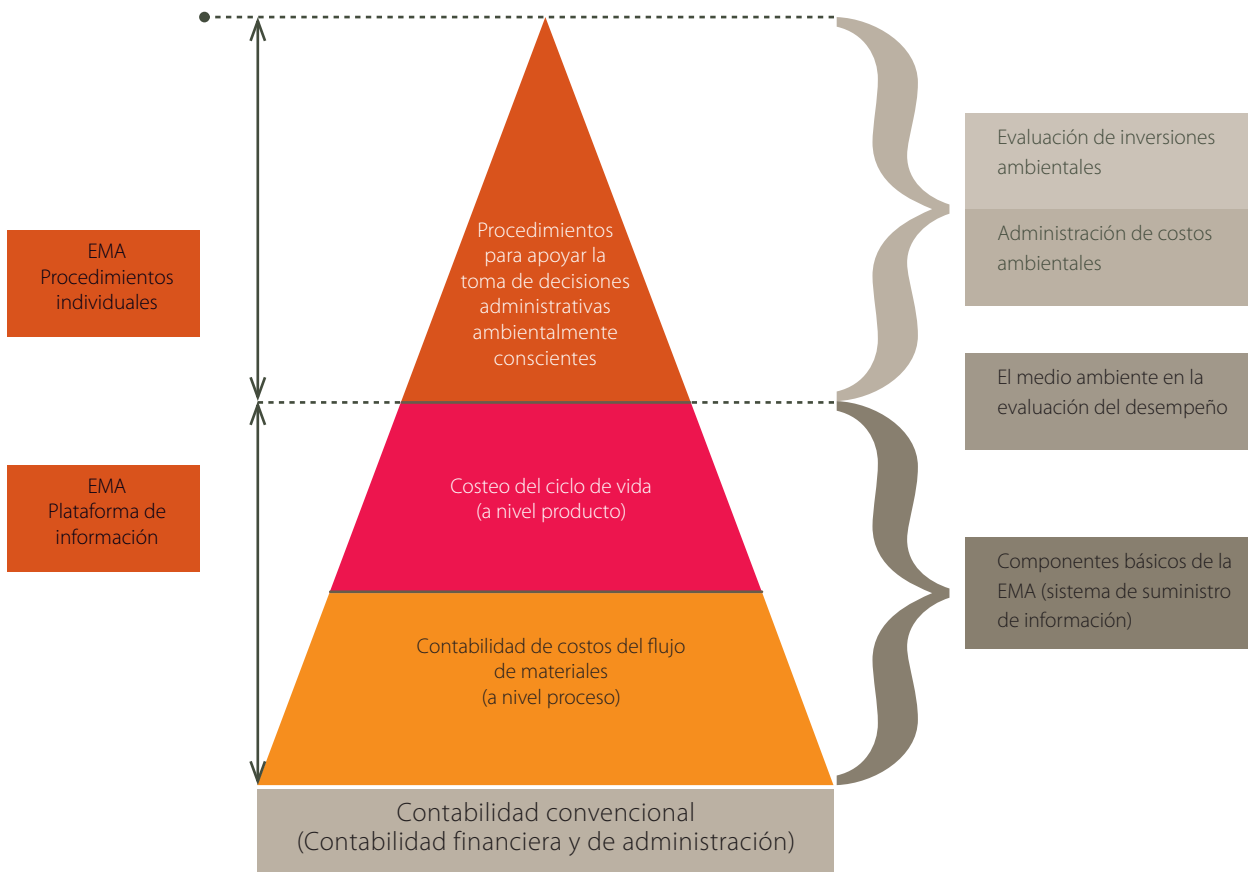 EMA
Procedimientos
individuales
EMA
Plataforma de
información
Procedimientos
para apoyar la
toma de decisiones
administrativas
ambientalmente
conscientes
Costeo del ciclo de vida
(a nivel producto)
Contabilidad de costos del flujo
de materiales
(a nivel proceso)
Contabilidad convencional
(Contabilidad financiera y de administración)
Evaluación de inversiones
ambientales
Administración de costos
ambientales
El medio ambiente en la
evaluación del desempeño
Componentes básicos de la
EMA (sistema de suministro
de información)